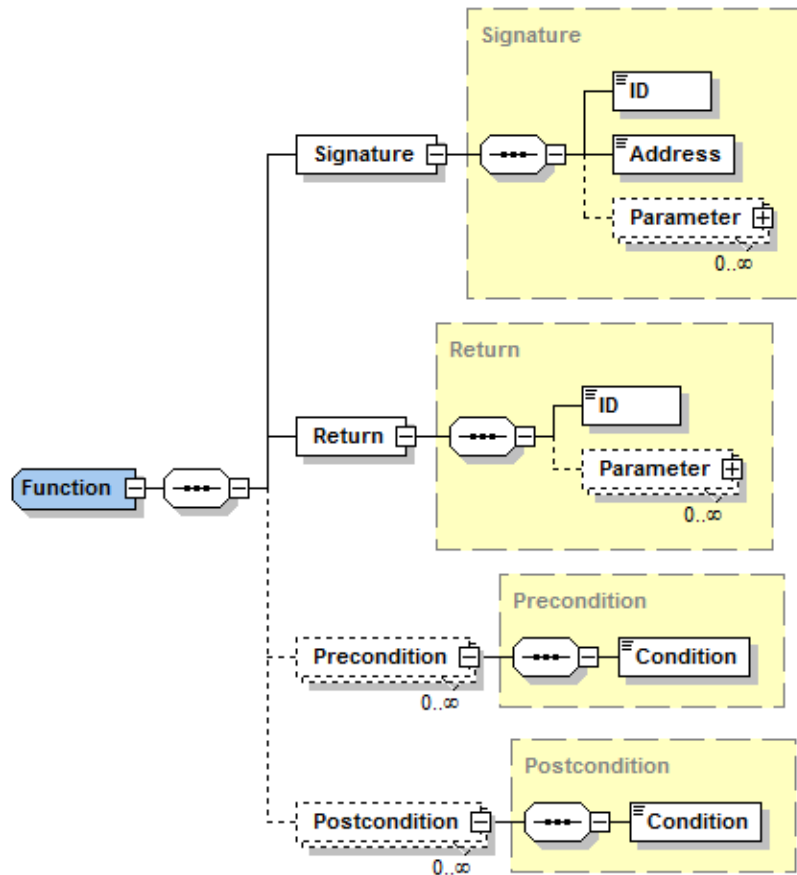 Signature
ID
Signature
Address
Parameter
0..∞
Return
ID
Return
Parameter
0..∞
Function
Precondition
Precondition
Condition
0..∞
Postcondition
Postcondition
Condition
0..∞